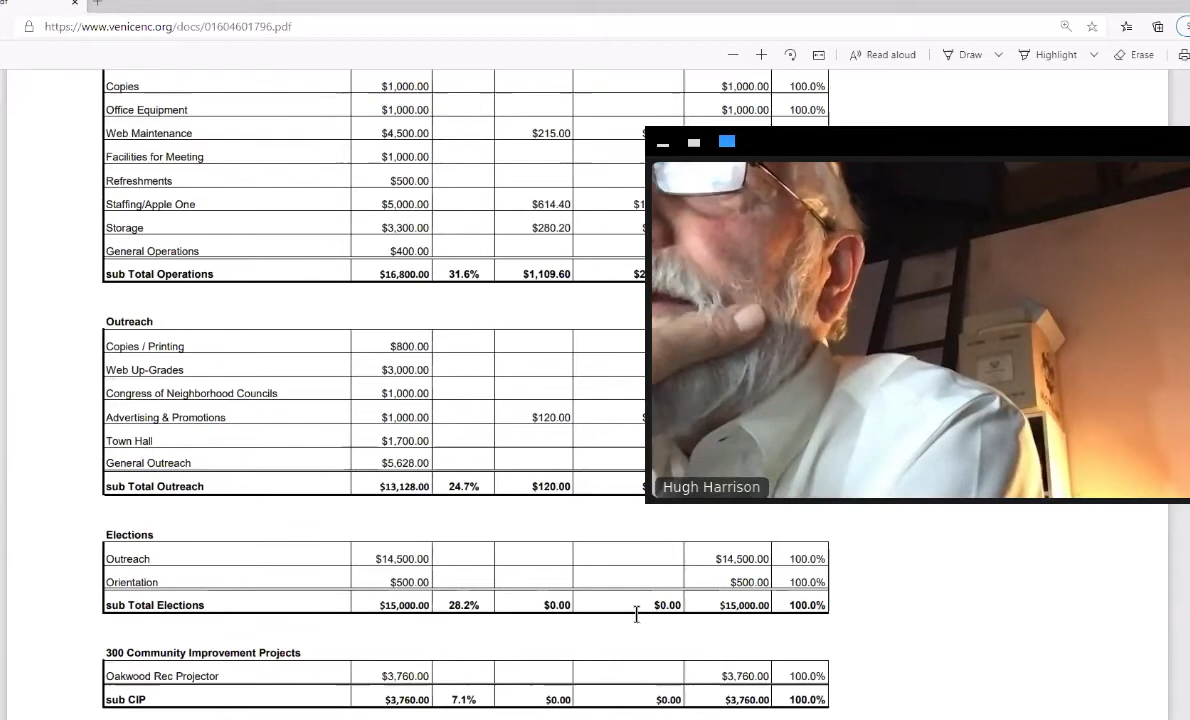 https://www.venicenc.org/docs/01604601796.pdf
Read aloud Draw Highlight Erase
Copies $1,000.00 $1,000.00 100.0%
Office Equipment $1,000.00 $1,000.00 100.0%
Web Maintenance $4,500.00 $215.00
Facilities for Meeting $1,000.00
Refreshments $500.00
Staffing/Apple One $5,000.00 $614.40 $1
Storage $3,300.00 $280.20
General Operations $400.00
sub Total Operations $16,800.00 31.6% $1,109.60 $2
Outreach
Copies / Printing $800.00
Web Up-Grades $3,000.00
Congress of Neighborhood Councils $1,000.00
Advertising & Promotions $1,000.00 $120.00
Town Hall $1,700.00
General Outreach $5,628.00
sub Total Outreach $13,128.00 24.7% $120.00
Hugh Harrison
Elections
Outreach $14,500.00 $14,500.00 100.0%
Orientation $500.00 $500.00 100.0%
sub Total Elections $15,000.00 28.2% $0.00 $0.00 $15,000.00 100.0%
300 Community Improvement Projects
Oakwood Rec Projector $3,760.00 $3,760.00 100.0%
sub CIP $3,760.00 7.1% $0.00 $0.00 $3,760.00 100.0%